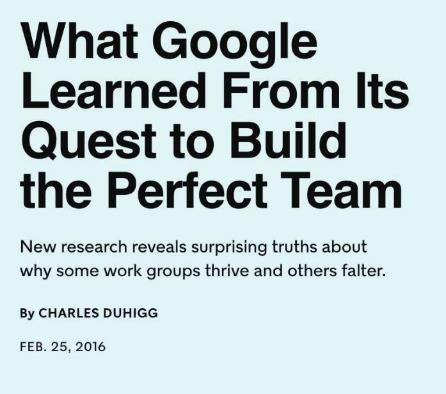 What Google
Learned From Its
Quest to Build
the Perfect Team
New research reveals surprising truths about
why some work groups thrive and others falter.
By CHARLES DUHIGG
FEB. 25, 2016